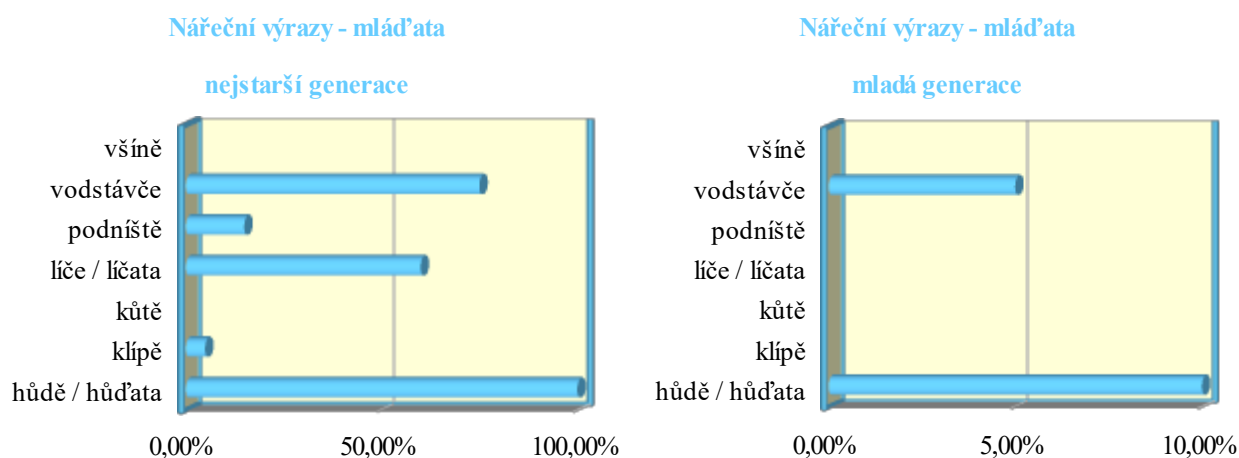 Nářeční výrazy - mláďata
nejstarší generace
všíně
vodstávče
podníště
líče / líčata
kůtě
klípě
hůdě / hůďata
0,00%
50,00%
100,00%
Nářeční výrazy - mláďata
mladá generace
všíně
vodstávče
podníště
líče / líčata
kůtě
klípě
hůdě / hůďata
0,00%
5,00%
10,00%